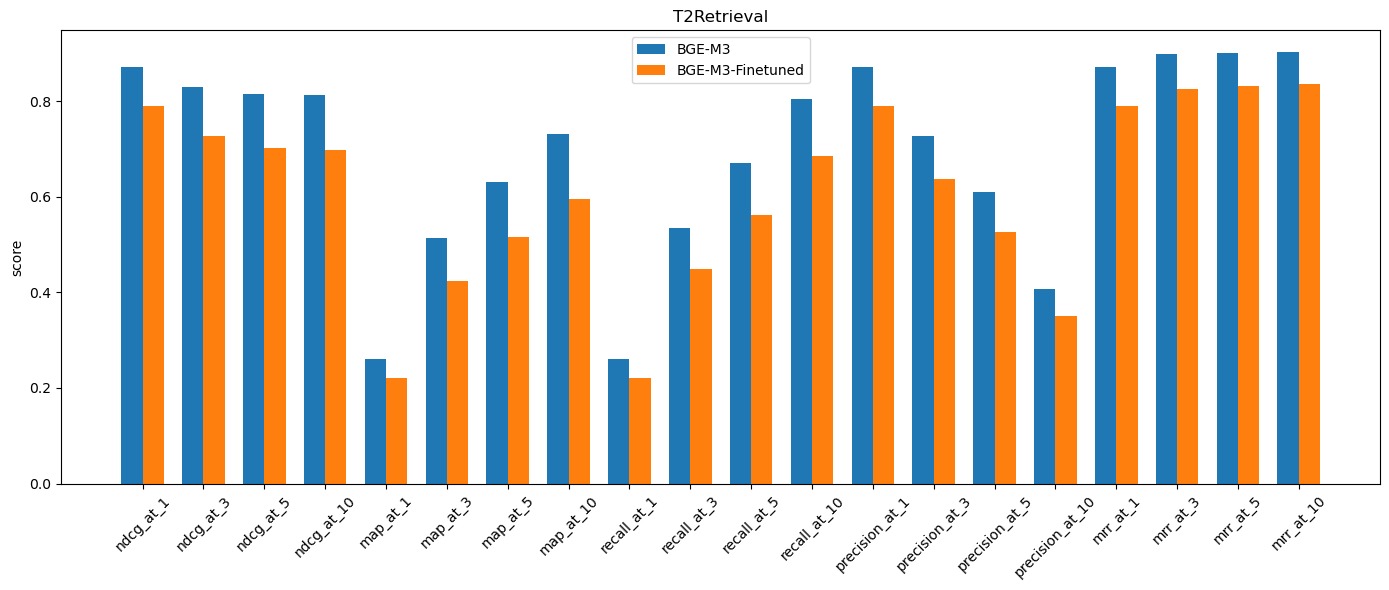 T2Retrieval
BGE-M3
BGE-M3-Finetuned
score
0.8
0.6
0.4
0.2
0.0
ndcg_at_1
ndcg_at_3
ndcg_at_5
ndcg_at_10
map_at_1
map_at_3
map_at_5
map_at_10
recall_at_1
recall_at_3
recall_at_5
recall_at_10
precision_at_1
precision_at_3
precision_at_5
precision_at_10
mrr_at_1
mrr_at_3
mrr_at_5
mrr_at_10